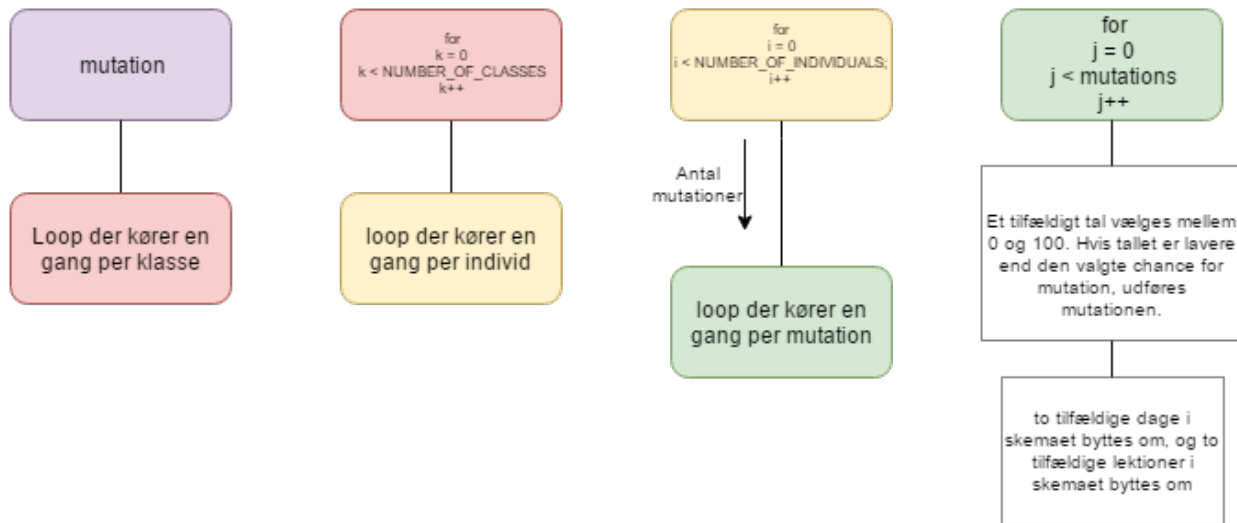 mutation
Loop der kører en
gang per klasse
for
k = 0
k < NUMBER_OF_CLASSES
k++
loop der kører en
gang per individ
for
i = 0
i < NUMBER_OF_INDIVIDUALS;
i++
Antal
mutationer
loop der kører en
gang per mutation
for
j = 0
j < mutations
j++
Et tilfældigt tal vælges mellem
0 og 100. Hvis tallet er lavere
end den valgte chance for
mutation, udføres
mutationen.
to tilfældige dage i
skemaet byttes om, og to
tilfældige lektioner i
skemaet byttes om